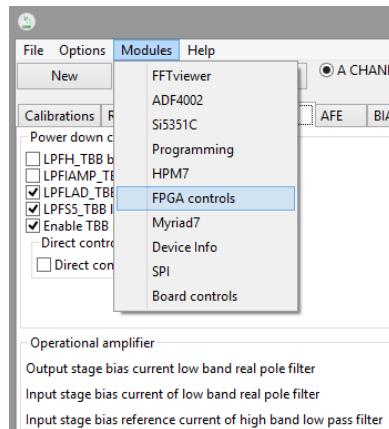 File Options Modules Help
New
A CHAN
Calibrations
AFE
FFTviewer
ADF4002
Si5351C
Programming
HPM7
FPGA controls
Myriad7
Device Info
SPI
Board controls
Power down
LPFH_TBB
LPFIAMP_
LPFLAD_TB
LPFS5_TBB
Enable TBB
Direct contr
Direct con
Operational amplifier
Output stage bias current low band real pole filter
Input stage bias current of low band real pole filter
Input stage bias reference current of high band low pass filter